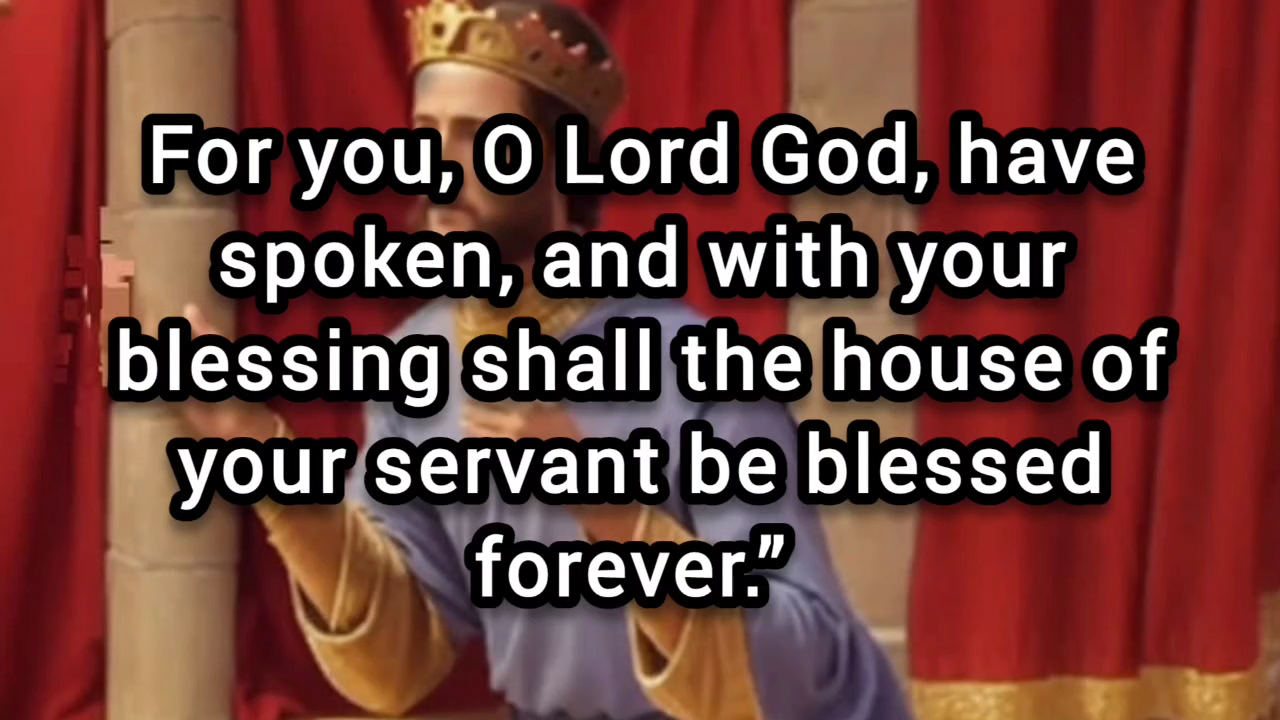 For you, O Lord God, have
spoken, and with your
blessing shall the house of
your servant be blessed
forever.”